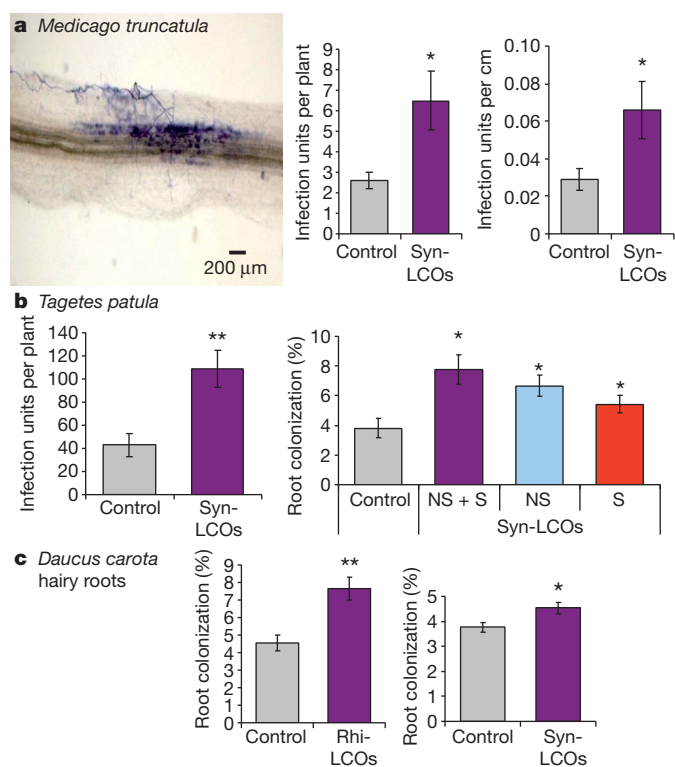 a Medicago truncatula
200 μm
Infection units per plant
9
8
7
6
5
4
3
2
1
0
*
Control
Syn-
LCOs
Infection units per cm
0.10
0.08
0.06
0.04
0.02
0
*
Control
Syn-
LCOs
b Tagetes patula
Infection units per plant
140
120
100
80
60
40
20
0
**
Control
Syn-
LCOs
Root colonization (%)
10
8
6
4
2
0
*
*
*
Control
NS + S
NS
S
Syn-LCOs
c Daucus carota
hairy roots
Root colonization (%)
9
8
7
6
5
4
3
2
1
0
**
Control
Rhi-
LCOs
Root colonization (%)
5
4
3
2
1
0
*
Control
Syn-
LCOs